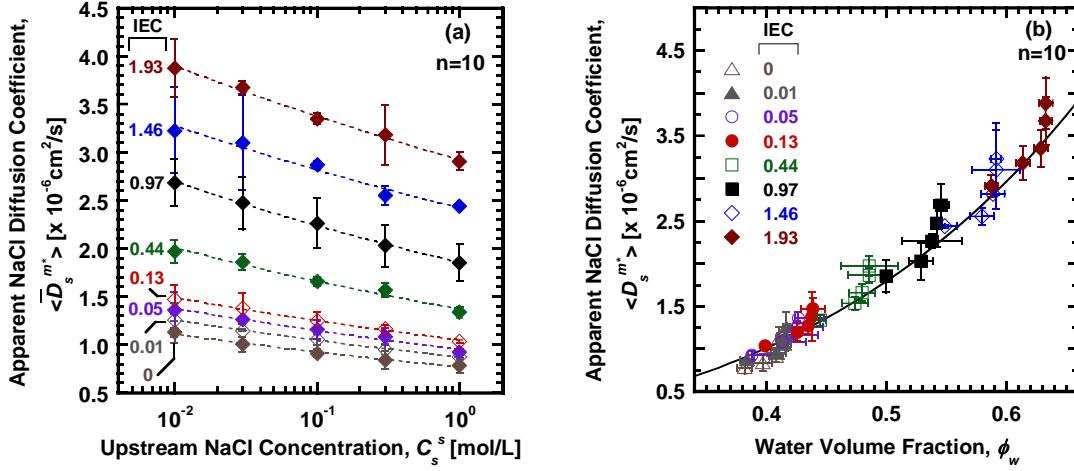 Apparent NaCl Diffusion Coefficient,
<D̅ₛᵐ*> [x 10⁻⁶cm²/s]
4.5
4.0
3.5
3.0
2.5
2.0
1.5
1.0
0.5
IEC
1.93
1.46
0.97
0.44
0.13
0.05
0.01
0
(a)
n=10
10⁻² 10⁻¹ 10⁰
Upstream NaCl Concentration, Cₛˢ [mol/L]
Apparent NaCl Diffusion Coefficient,
<D̅ₛᵐ*> [x 10⁻⁶cm²/s]
4.5
3.5
2.5
1.5
0.5
IEC
0
0.01
0.05
0.13
0.44
0.97
1.46
1.93
(b)
n=10
0.4 0.5 0.6
Water Volume Fraction, ϕ_w